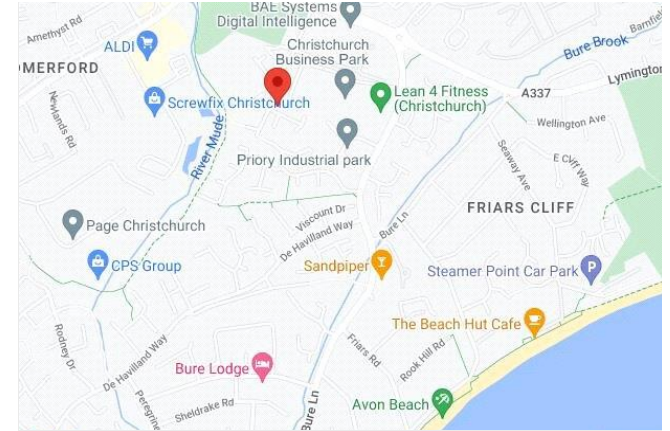 BAE Systems
Digital Intelligence
Amethyst Rd
ALDI
Christchurch
Business Park
Bure Brook
OMERFORD
Lymington
A337
Lean 4 Fitness
(Christchurch)
Screwfix Christchurch
Newlands Rd
River Mude
Wellington Ave
Priory Industrial park
Seaway Ave
E Cliff Way
FRIARS CLIFF
Viscount Dr
De Havilland Way
Bure Ln
Page Christchurch
CPS Group
Sandpiper
Steamer Point Car Park
P
The Beach Hut Cafe
Rodney Dr
De Havilland Way
Friars Rd
Rook Hill Rd
Bure Lodge
Peregrine
Sheldrake Rd
Bure Ln
Avon Beach